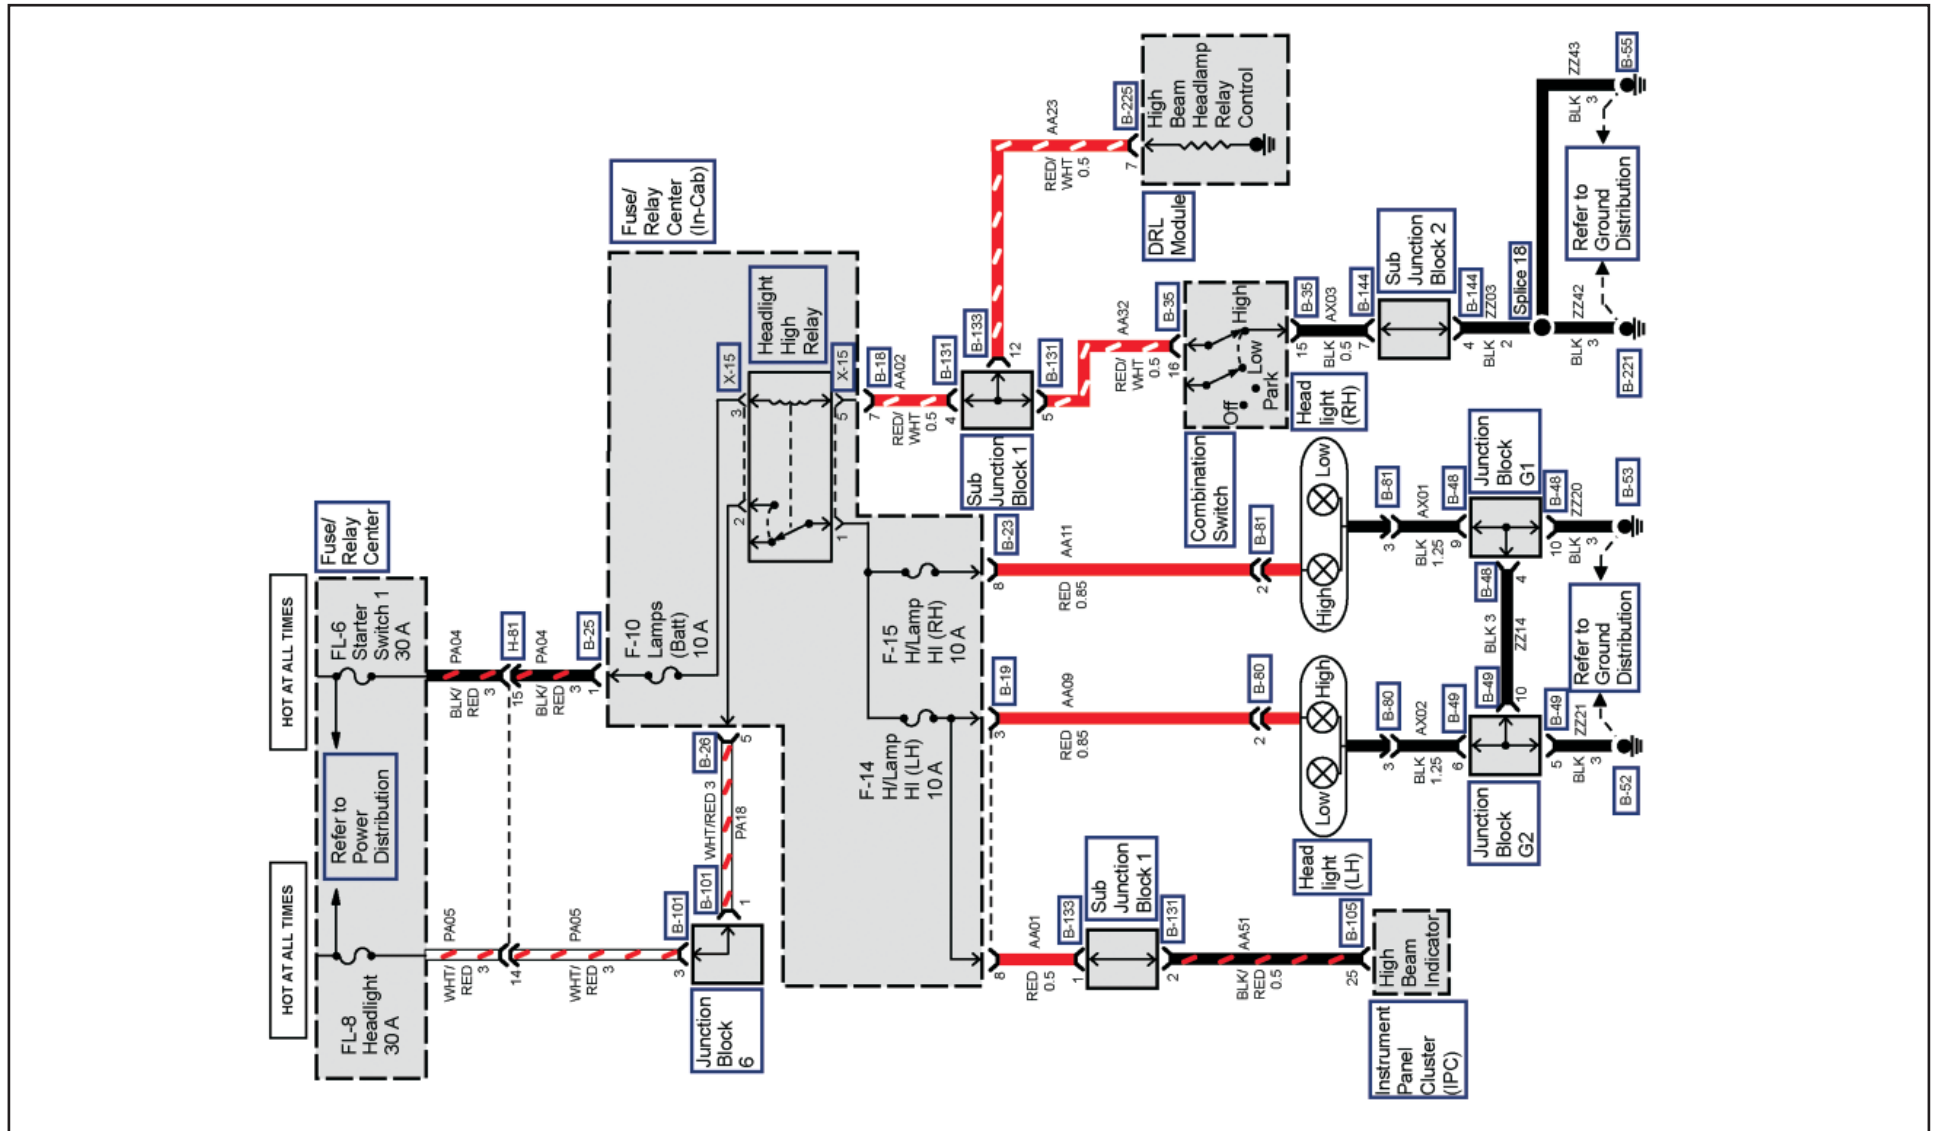 HOT AT ALL TIMES
HOT AT ALL TIMES
Fuse/
Relay
Center
FL-8
Headlight
30 A
Refer to
Power
Distribution
FL-6
Starter
Switch 1
30 A
WHT/
RED
3
PA05
14
WHT/
RED
3
PA05
3
B-101
Junction
Block
6
B-101
1
WHT/RED 3
PA18
B-26
5
BLK/
RED
3
PA04
15
H-81
BLK/
RED
3
PA04
1
B-25
Fuse/
Relay
Center
(In-Cab)
F-10
Lamps
(Batt)
10 A
Headlight
High
Relay
X-15
3
2
X-15
5
1
F-14
H/Lamp
HI (LH)
10 A
F-15
H/Lamp
HI (RH)
10 A
7
B-18
RED/
WHT
0.5
AA02
4
B-131
Sub
Junction
Block 1
B-133
12
5
B-131
RED/
WHT
0.5
AA23
7
B-225
High
Beam
Headlamp
Relay
Control
DRL
Module
RED/
WHT
0.5
AA32
16
B-35
Combination
Switch
Off
Park
Low
High
15
B-35
BLK
0.5
AX03
7
B-144
Sub
Junction
Block 2
4
B-144
BLK
2
ZZ03
Splice 18
BLK
3
ZZ42
B-221
BLK
3
ZZ43
B-55
Refer to
Ground
Distribution
8
B-23
RED
0.85
AA11
2
B-81
Head
light
(RH)
High
Low
3
B-81
BLK
1.25
AX01
9
B-48
Junction
Block
G1
B-48
4
10
B-48
BLK
3
ZZ20
B-53
BLK 3
ZZ14
3
B-19
RED
0.85
AA09
2
B-80
Head
light
(LH)
Low
High
3
B-80
BLK
1.25
AX02
6
B-49
Junction
Block
G2
B-49
10
5
B-49
BLK
3
ZZ21
B-52
Refer to
Ground
Distribution
8
RED
0.5
AA01
1
B-133
Sub
Junction
Block 1
2
B-131
BLK/
RED
0.5
AA51
25
B-105
High
Beam
Indicator
Instrument
Panel
Cluster
(IPC)